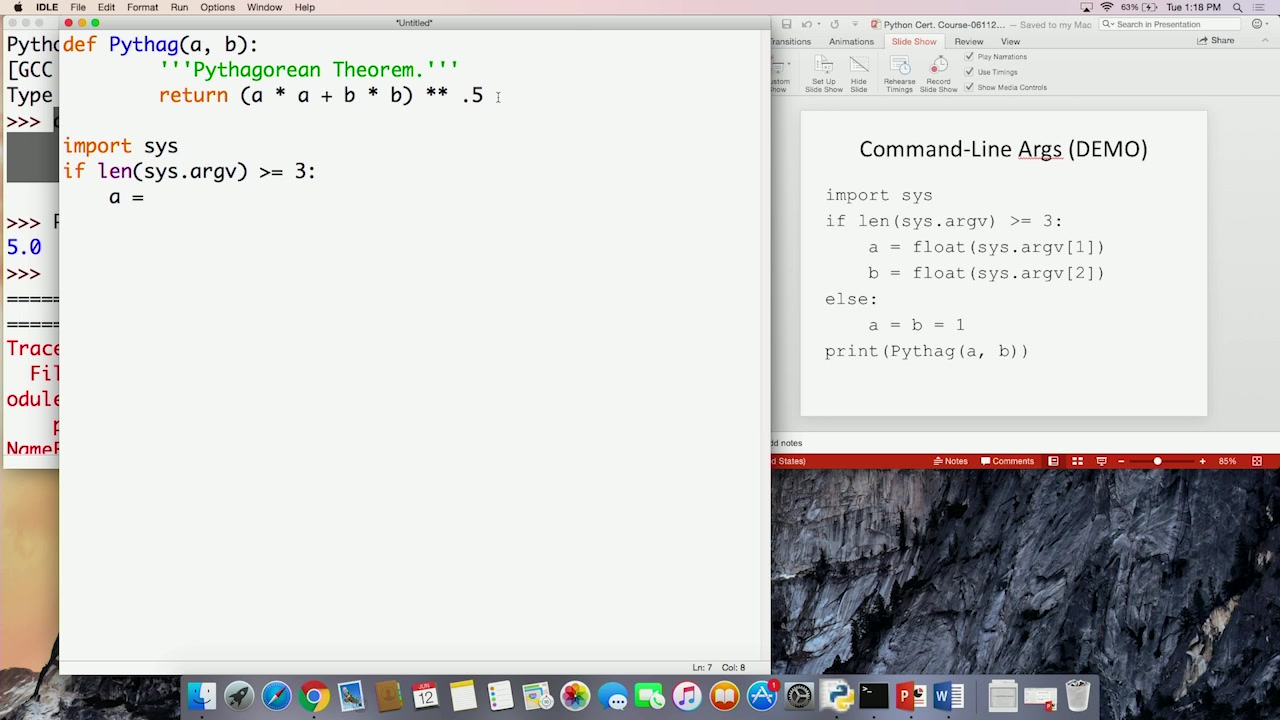 IDLE File Edit Format Run Options Window Help
63% Tue 1:18 PM
*Untitled*
def Pythag(a, b):
'''Pythagorean Theorem.'''
return (a * a + b * b) ** .5
import sys
if len(sys.argv) >= 3:
a =
Ln: 7 Col: 8
[GCC
Type
>>>
>>>
5.0
>>>
Trace
Fil
odule
Python Cert. Course-06112... — Saved to my Mac
Search in Presentation
Animations Slide Show Review View
Share
Set Up Slide Show
Hide Slide
Rehearse Timings
Record Slide Show
Play Narrations
Use Timings
Show Media Controls
Command-Line Args (DEMO)
import sys
if len(sys.argv) >= 3:
a = float(sys.argv[1])
b = float(sys.argv[2])
else:
a = b = 1
print(Pythag(a, b))
dd notes
States)
Notes Comments
85%
JUN
12
1